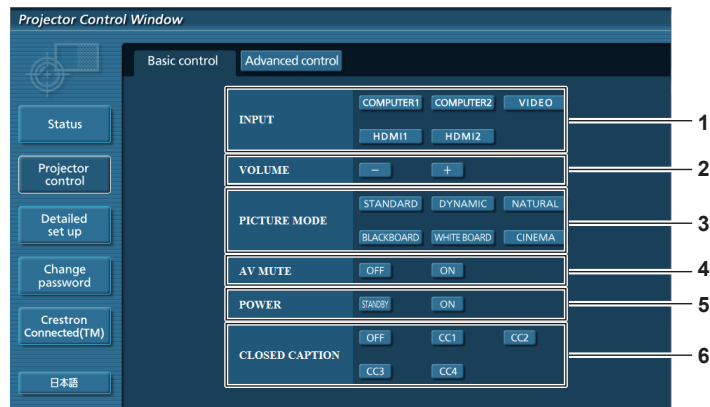 Projector Control Window
Basic control Advanced control
Status
Projector
control
Detailed
set up
Change
password
Crestron
Connected(TM)
日本語
INPUT
COMPUTER1 COMPUTER2 VIDEO
HDMI1 HDMI2
1
VOLUME
- +
2
PICTURE MODE
STANDARD DYNAMIC NATURAL
BLACKBOARD WHITE BOARD CINEMA
3
AV MUTE
OFF ON
4
POWER
STANDBY ON
5
CLOSED CAPTION
OFF CC1 CC2
CC3 CC4
6